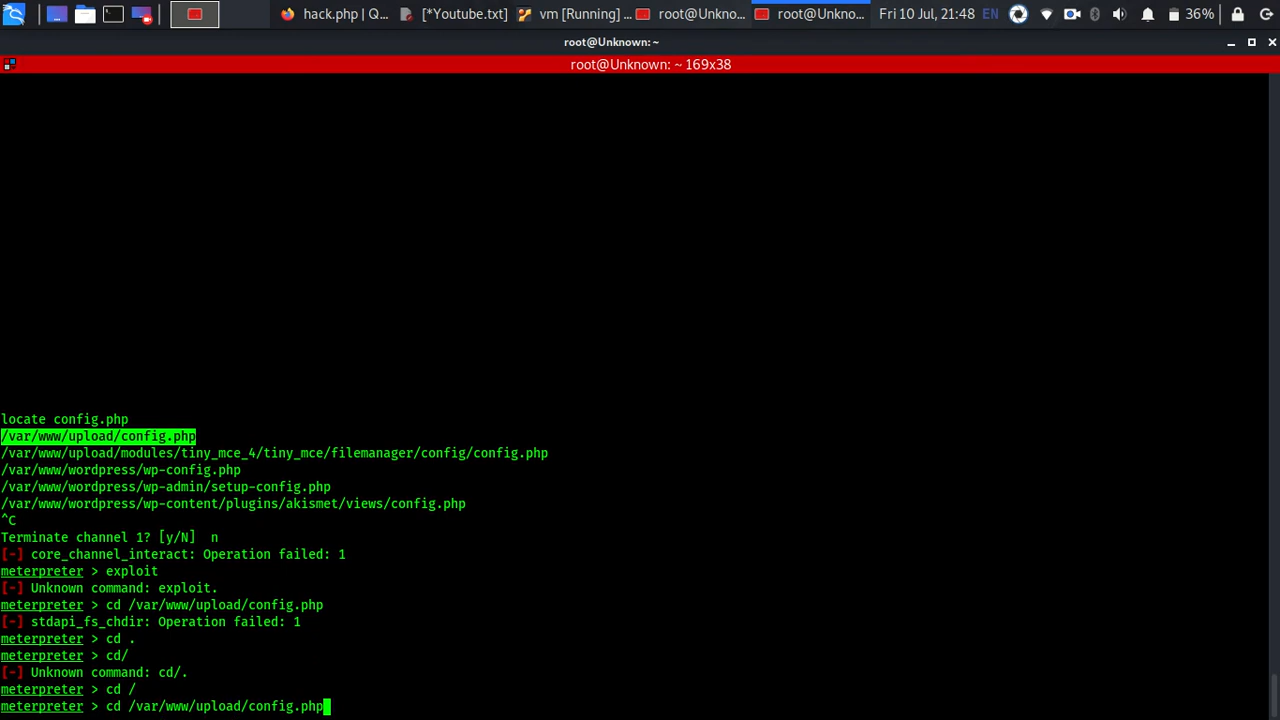 hack.php | Q...
[*Youtube.txt]
vm [Running] ...
root@Unkno...
root@Unkno...
Fri 10 Jul, 21:48
EN
36%
root@Unknown: ~
root@Unknown: ~ 169x38
locate config.php
/var/www/upload/config.php
/var/www/upload/modules/tiny_mce_4/tiny_mce/filemanager/config/config.php
/var/www/wordpress/wp-config.php
/var/www/wordpress/wp-admin/setup-config.php
/var/www/wordpress/wp-content/plugins/akismet/views/config.php
^C
Terminate channel 1? [y/N]  n
[-] core_channel_interact: Operation failed: 1
meterpreter > exploit
[-] Unknown command: exploit.
meterpreter > cd /var/www/upload/config.php
[-] stdapi_fs_chdir: Operation failed: 1
meterpreter > cd .
meterpreter > cd/
[-] Unknown command: cd/.
meterpreter > cd /
meterpreter > cd /var/www/upload/config.php